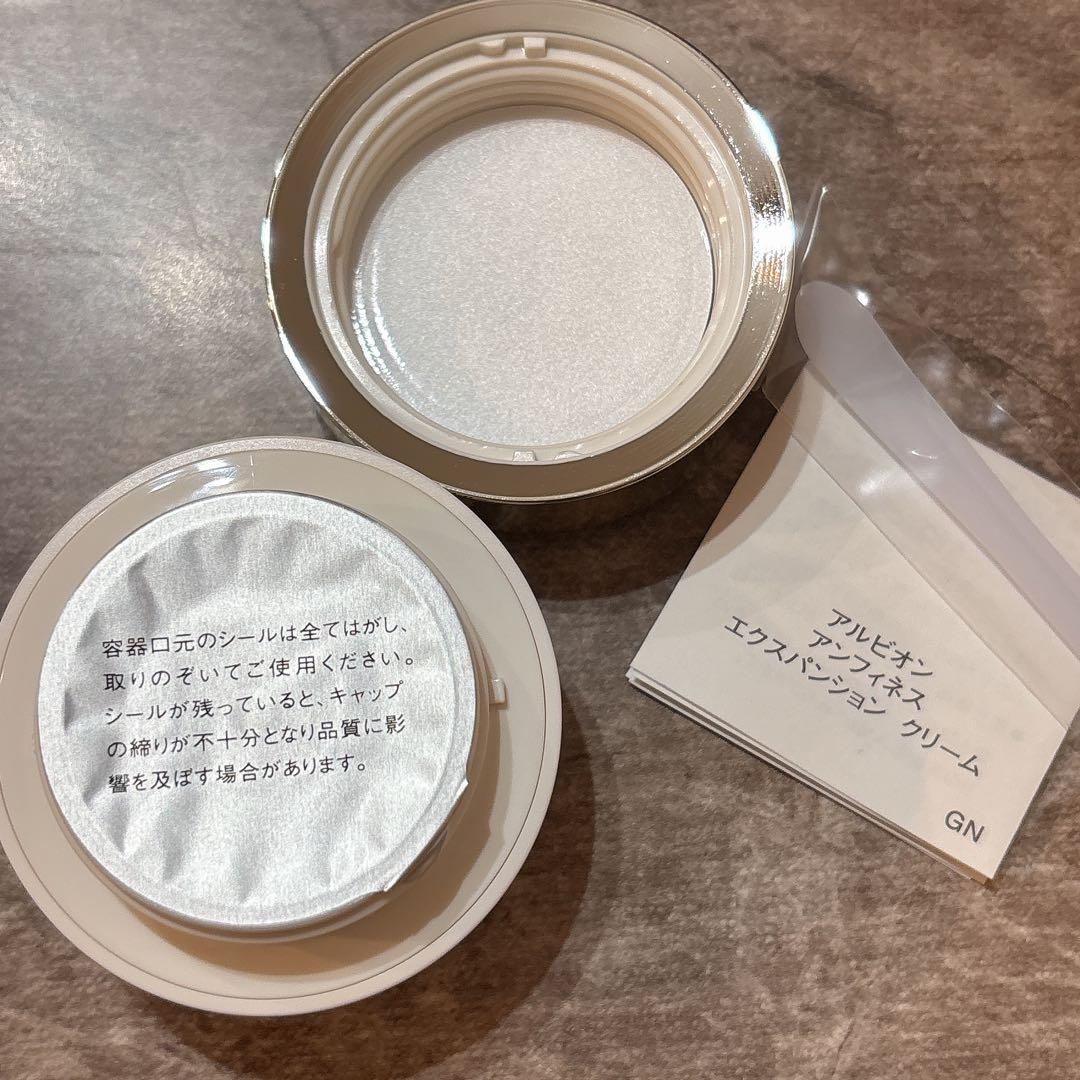 容器口元のシールは全てはがし、
取りのぞいてご使用ください。
シールが残っていると、キャップ
の締りが不十分となり品質に影
響を及ぼす場合があります。
アルビオン
アンフィネス
エクスパンション クリーム
GN